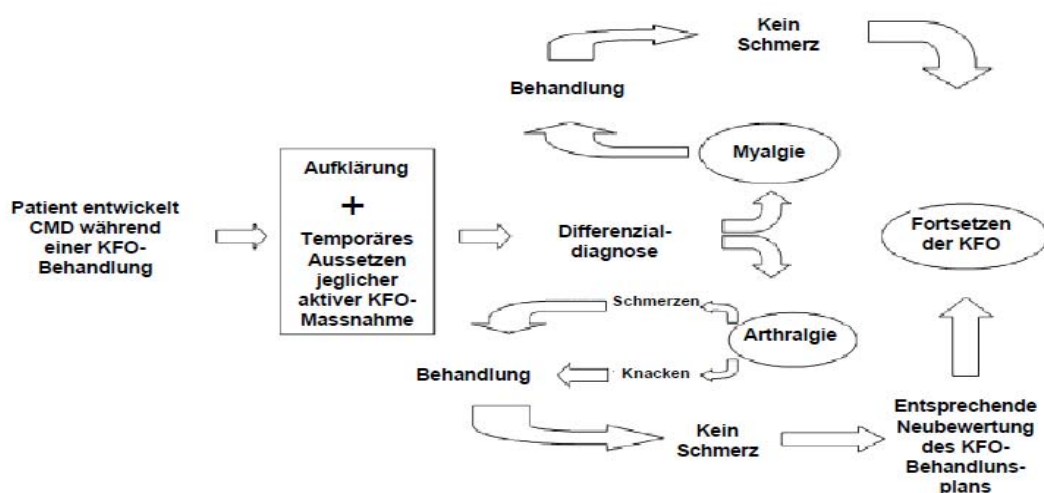 Kein
Schmerz
Behandlung
Myalgie
Patient entwickelt
CMD während
einer KFO-
Behandlung
Aufklärung
+
Temporäres
Aussetzen
jeglicher
aktiver KFO-
Massnahme
Differenzial-
diagnose
Fortsetzen
der KFO
Schmerzen
Arthralgie
Knacken
Behandlung
Kein
Schmerz
Entsprechende
Neubewertung
des KFO-
Behandluns-
plans